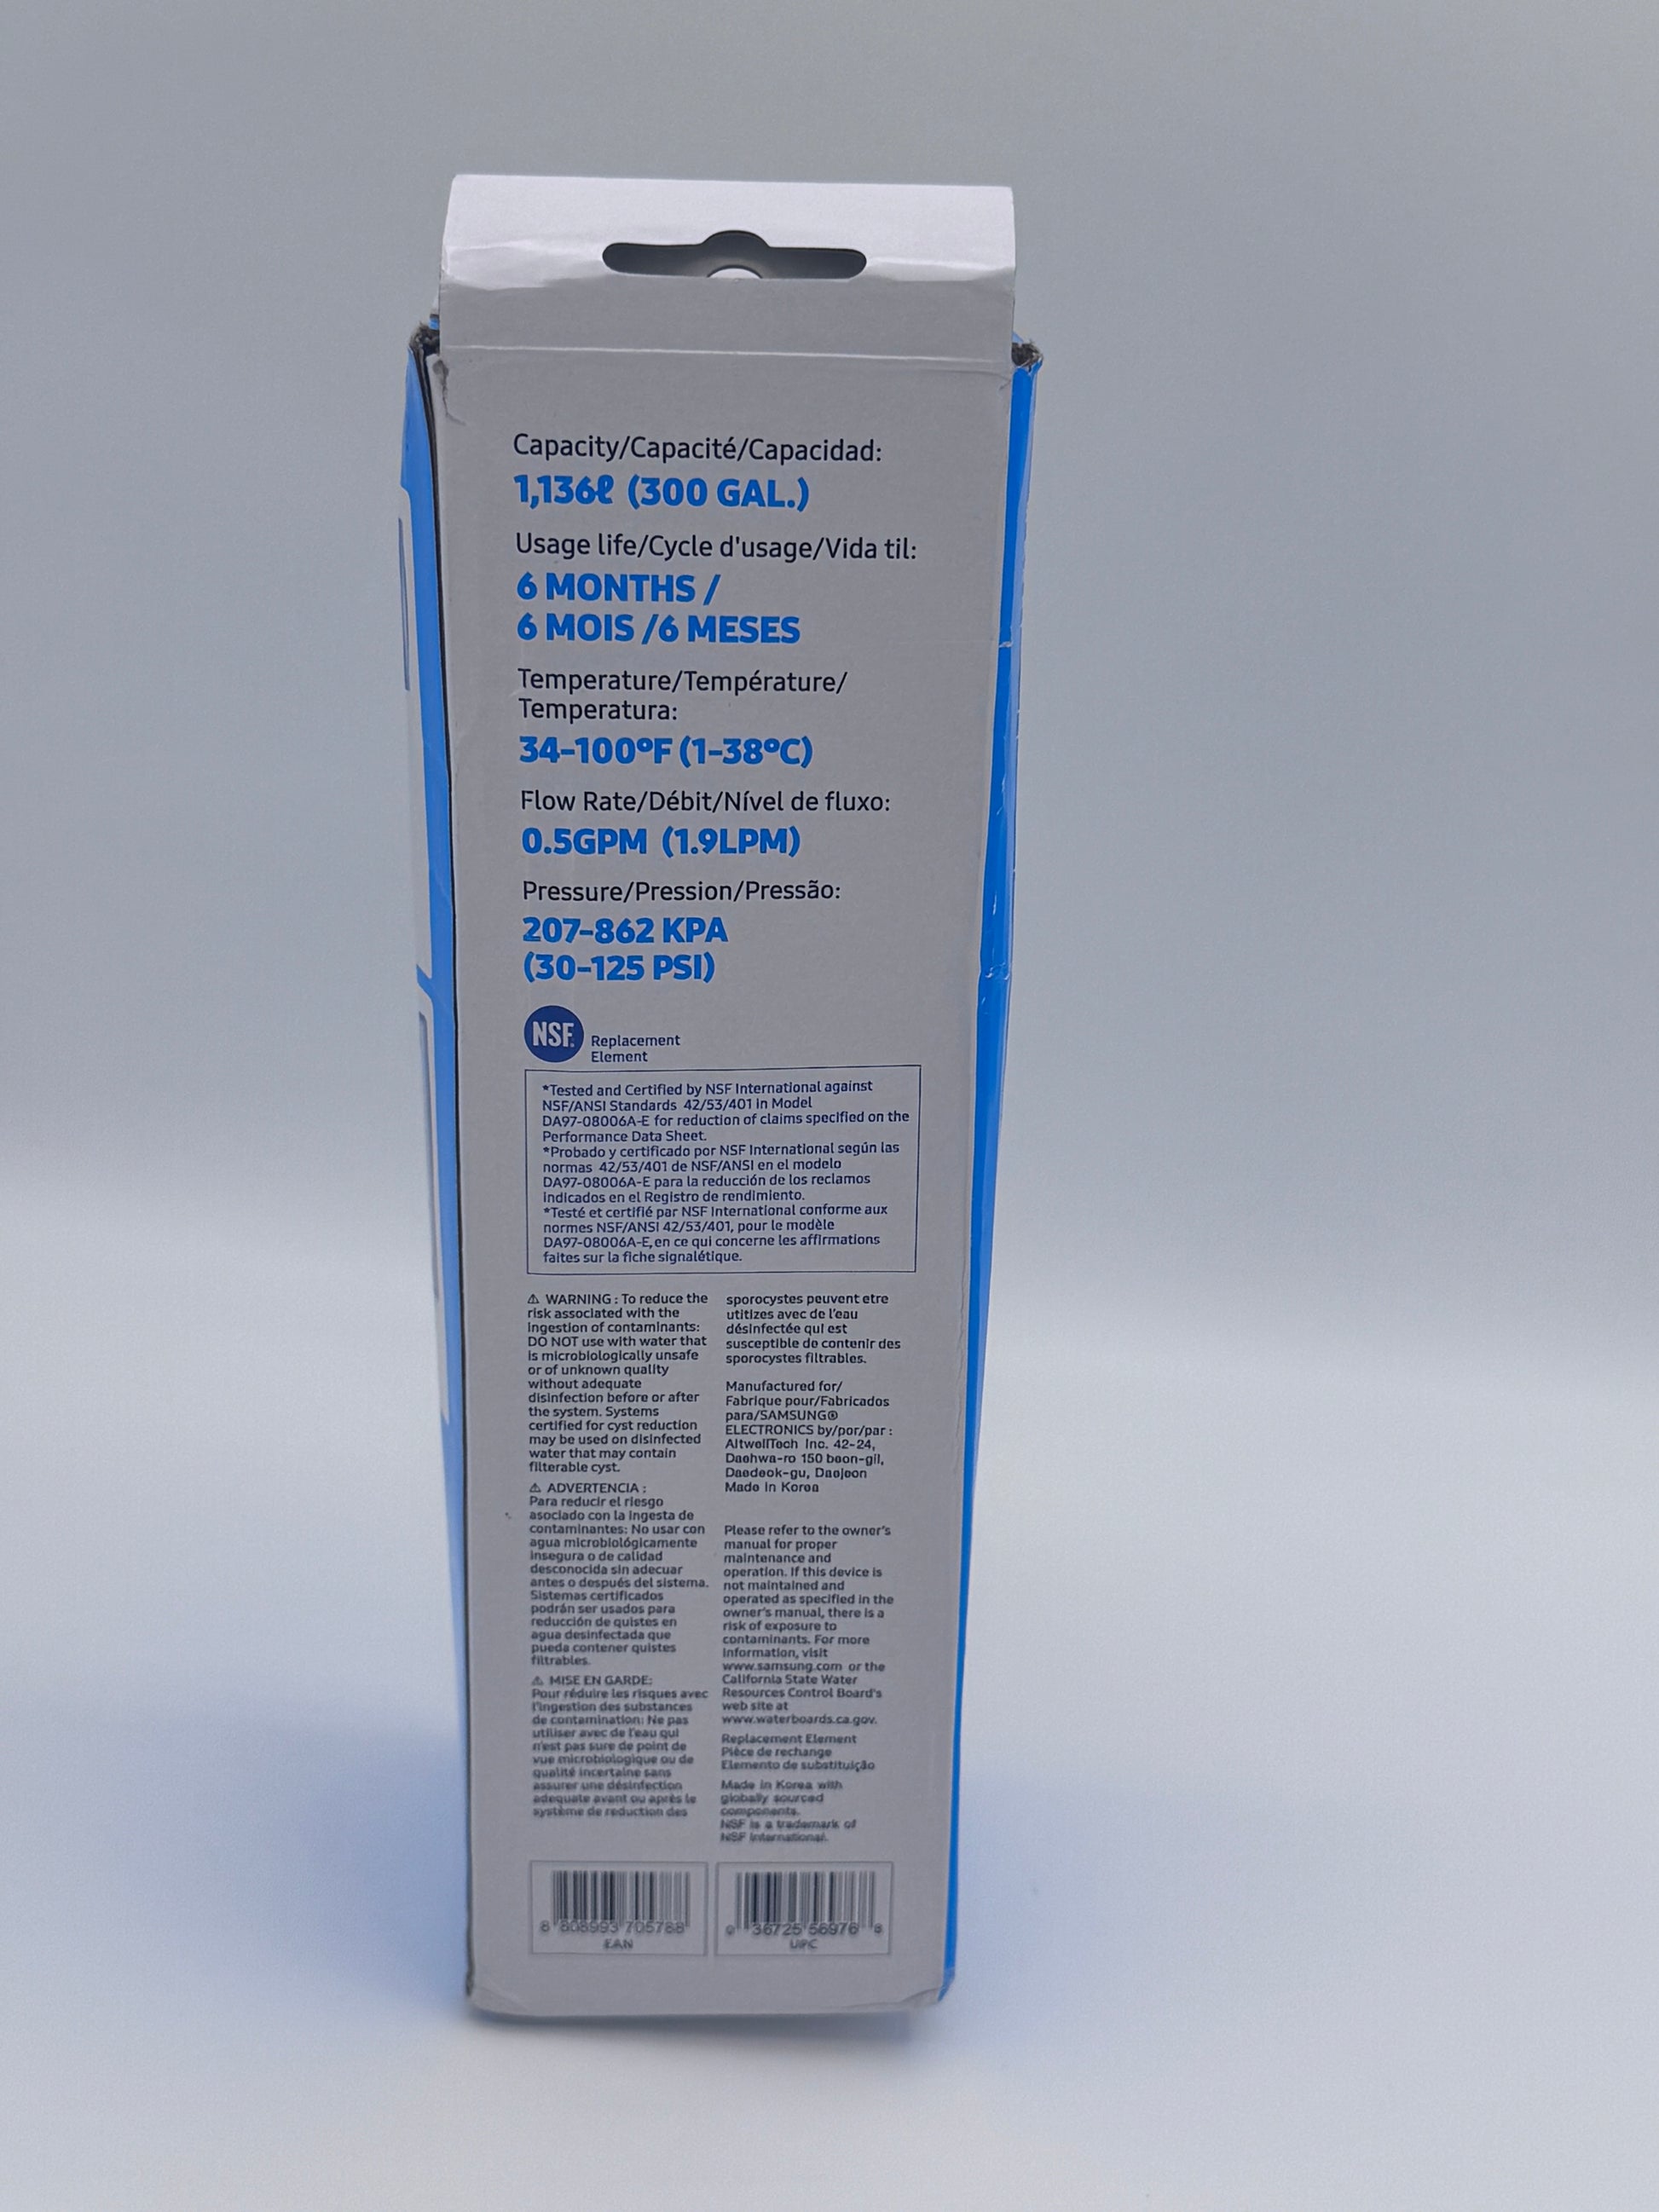 Capacity/Capacité/Capacidad:
1,136ℓ (300 GAL.)
Usage life/Cycle d'usage/Vida til:
6 MONTHS /
6 MOIS /6 MESES
Temperature/Température/
Temperatura:
34-100°F (1-38°C)
Flow Rate/Débit/Nível de fluxo:
0.5GPM (1.9LPM)
Pressure/Pression/Pressão:
207-862 KPA
(30-125 PSI)
NSF.
Replacement
Element
*Tested and Certified by NSF International against
NSF/ANSI Standards 42/53/401 in Model
DA97-08006A-E for reduction of claims specified on the
Performance Data Sheet.
*Probado y certificado por NSF International según las
normas 42/53/401 de NSF/ANSI en el modelo
DA97-08006A-E para la reducción de los reclamos
indicados en el Registro de rendimiento.
*Testé et certifié par NSF International conforme aux
normes NSF/ANSI 42/53/401, pour le modèle
DA97-08006A-E, en ce qui concerne les affirmations
faites sur la fiche signalétique.
⚠ WARNING : To reduce the
risk associated with the
ingestion of contaminants:
DO NOT use with water that
is microbiologically unsafe
or of unknown quality
without adequate
disinfection before or after
the system. Systems
certified for cyst reduction
may be used on disinfected
water that may contain
filterable cyst.
⚠ ADVERTENCIA :
Para reducir el riesgo
asociado con la ingesta de
contaminantes: No usar con
agua microbiológicamente
insegura o de calidad
desconocida sin adecuar
antes o después del sistema.
Sistemas certificados
podrán ser usados para
reducción de quistes en
agua desinfectada que
pueda contener quistes
filtrables.
⚠ MISE EN GARDE:
Pour réduire les risques avec
l'ingestion des substances
de contamination: Ne pas
utiliser avec de l'eau qui
n'est pas sure de point de
vue microbiologique ou de
qualité incertaine sans
assurer une désinfection
adequate avant ou après le
système de reduction des
sporocystes peuvent etre
utitizes avec de l'eau
désinfectée qui est
susceptible de contenir des
sporocystes filtrables.
Manufactured for/
Fabrique pour/Fabricados
para/SAMSUNG®
ELECTRONICS by/por/par :
AltwellTech Inc. 42-24,
Daehwa-ro 150 beon-gil,
Daedeok-gu, Daejeon
Made in Korea
Please refer to the owner's
manual for proper
maintenance and
operation. If this device is
not maintained and
operated as specified in the
owner's manual, there is a
risk of exposure to
contaminants. For more
information, visit
www.samsung.com or the
California State Water
Resources Control Board's
web site at
www.waterboards.ca.gov.
Replacement Element
Pièce de rechange
Elemento de substituição
Made in Korea with
globally sourced
components.
NSF is a trademark of
NSF International.
8 808993 705788
EAN
0 36725 56976 8
UPC